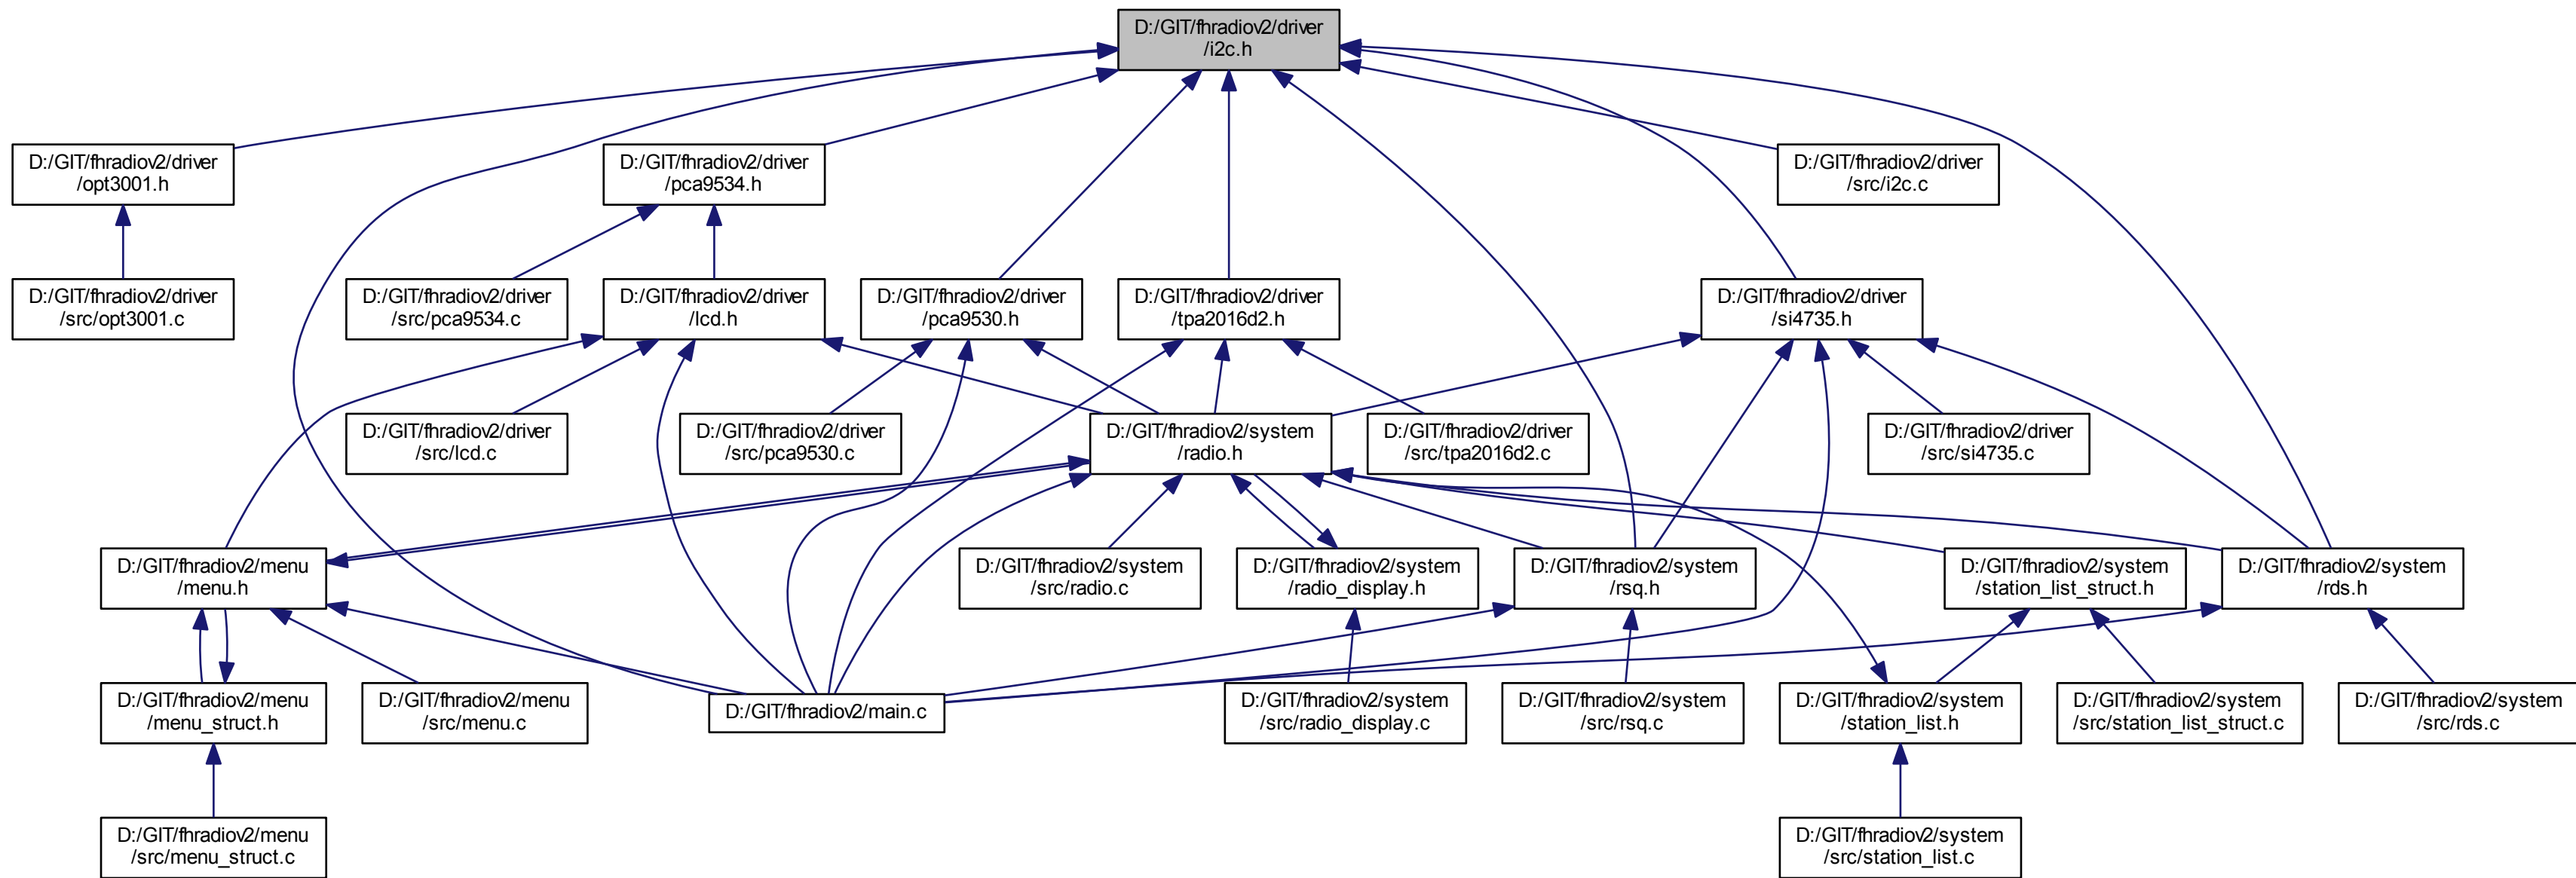 D:/GIT/fhradiov2/driver
/i2c.h
D:/GIT/fhradiov2/driver
/opt3001.h
D:/GIT/fhradiov2/driver
/pca9534.h
D:/GIT/fhradiov2/driver
/src/i2c.c
D:/GIT/fhradiov2/driver
/src/opt3001.c
D:/GIT/fhradiov2/driver
/src/pca9534.c
D:/GIT/fhradiov2/driver
/lcd.h
D:/GIT/fhradiov2/driver
/pca9530.h
D:/GIT/fhradiov2/driver
/tpa2016d2.h
D:/GIT/fhradiov2/driver
/si4735.h
D:/GIT/fhradiov2/driver
/src/lcd.c
D:/GIT/fhradiov2/driver
/src/pca9530.c
D:/GIT/fhradiov2/system
/radio.h
D:/GIT/fhradiov2/driver
/src/tpa2016d2.c
D:/GIT/fhradiov2/driver
/src/si4735.c
D:/GIT/fhradiov2/menu
/menu.h
D:/GIT/fhradiov2/system
/src/radio.c
D:/GIT/fhradiov2/system
/radio_display.h
D:/GIT/fhradiov2/system
/rsq.h
D:/GIT/fhradiov2/system
/station_list_struct.h
D:/GIT/fhradiov2/system
/rds.h
D:/GIT/fhradiov2/menu
/menu_struct.h
D:/GIT/fhradiov2/menu
/src/menu.c
D:/GIT/fhradiov2/main.c
D:/GIT/fhradiov2/system
/src/radio_display.c
D:/GIT/fhradiov2/system
/src/rsq.c
D:/GIT/fhradiov2/system
/station_list.h
D:/GIT/fhradiov2/system
/src/station_list_struct.c
D:/GIT/fhradiov2/system
/src/rds.c
D:/GIT/fhradiov2/menu
/src/menu_struct.c
D:/GIT/fhradiov2/system
/src/station_list.c